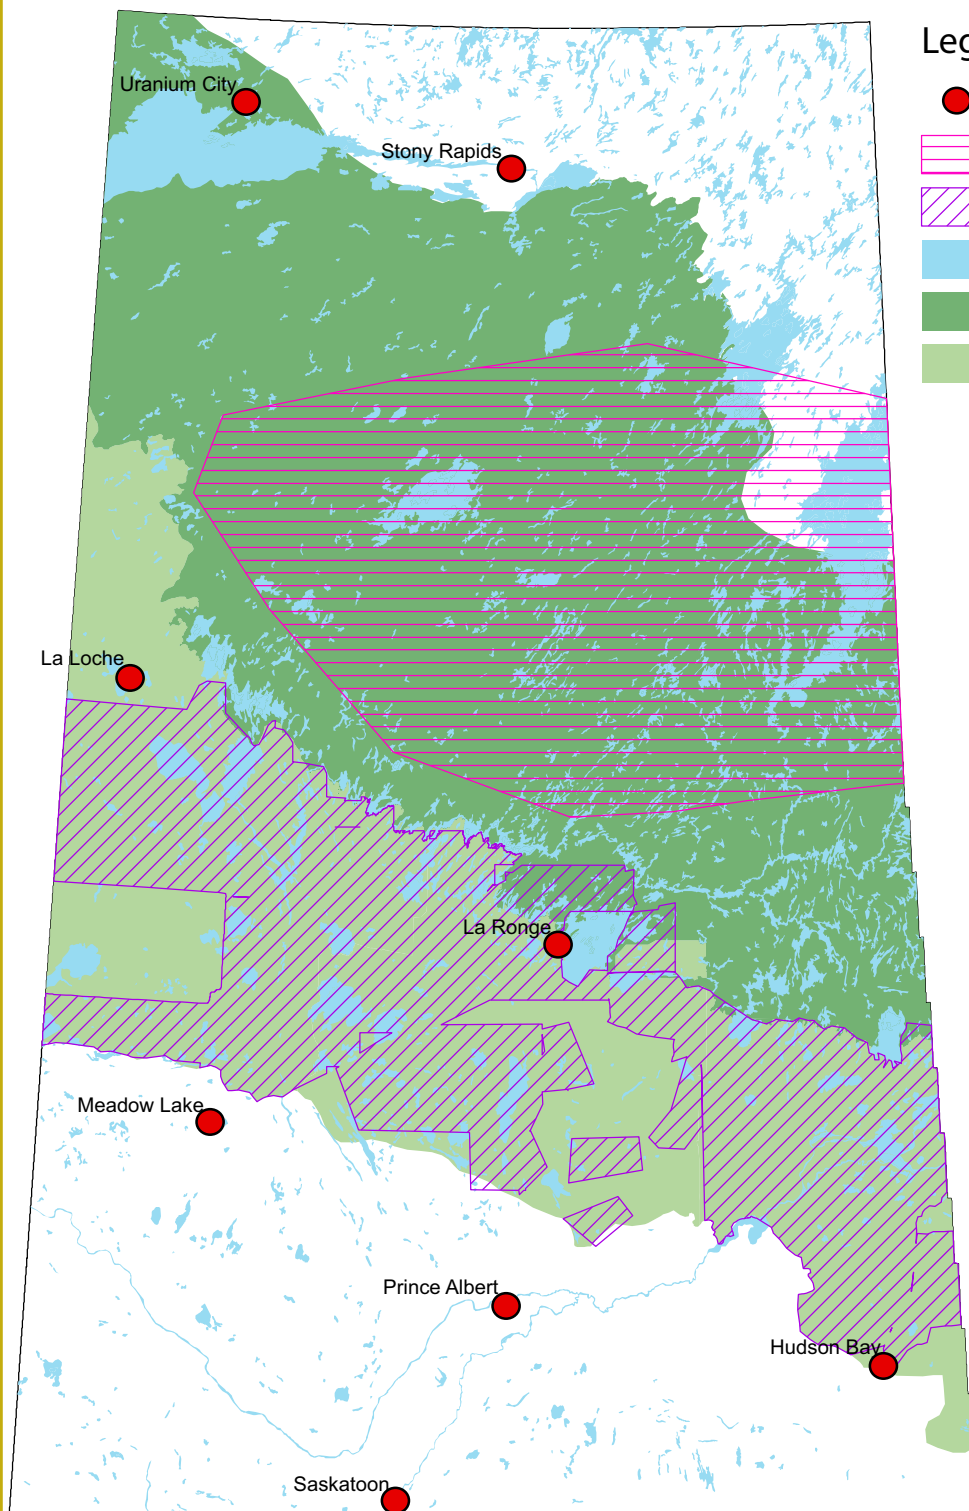 Leg
Uranium City
Stony Rapids
La Loche
La Ronge
Meadow Lake
Prince Albert
Hudson Bay
Saskatoon